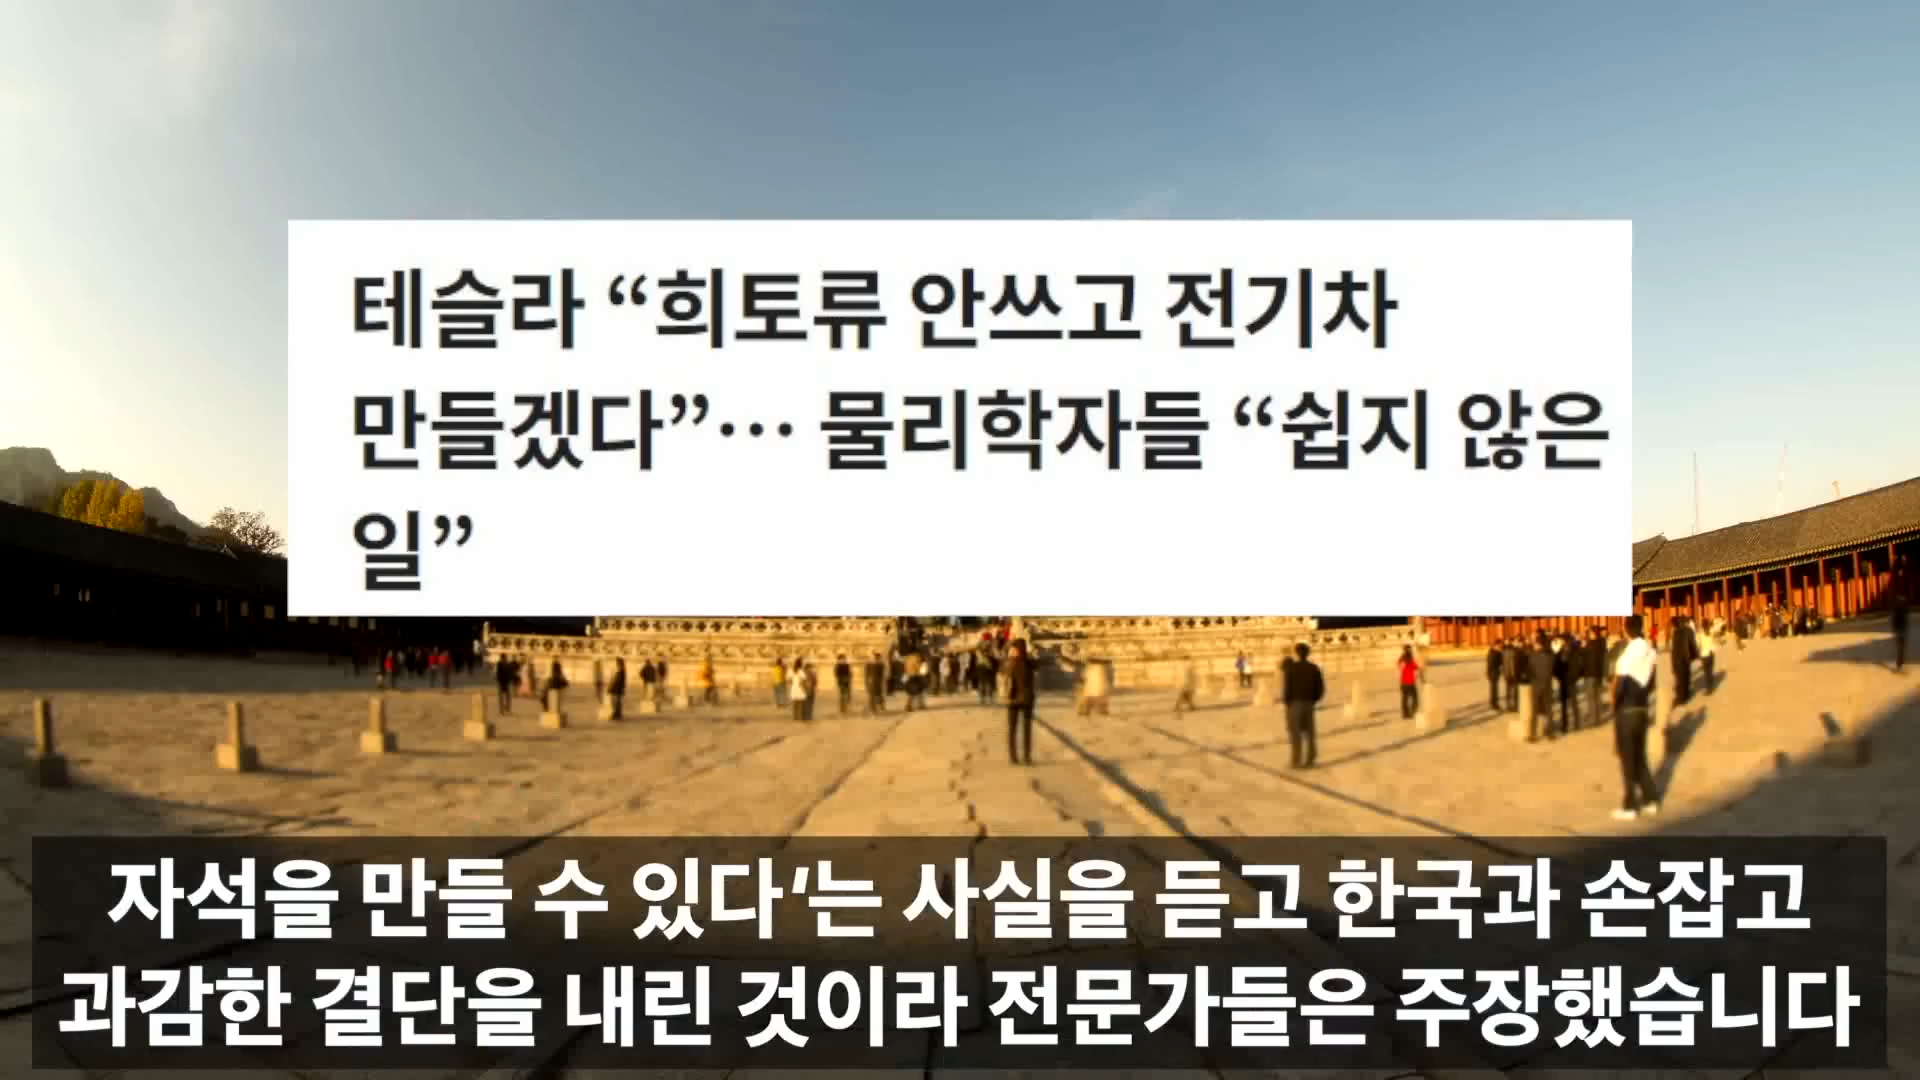 테슬라 “희토류 안쓰고 전기차
만들겠다”… 물리학자들 “쉽지 않은
일”
자석을 만들 수 있다‘는 사실을 듣고 한국과 손잡고
과감한 결단을 내린 것이라 전문가들은 주장했습니다